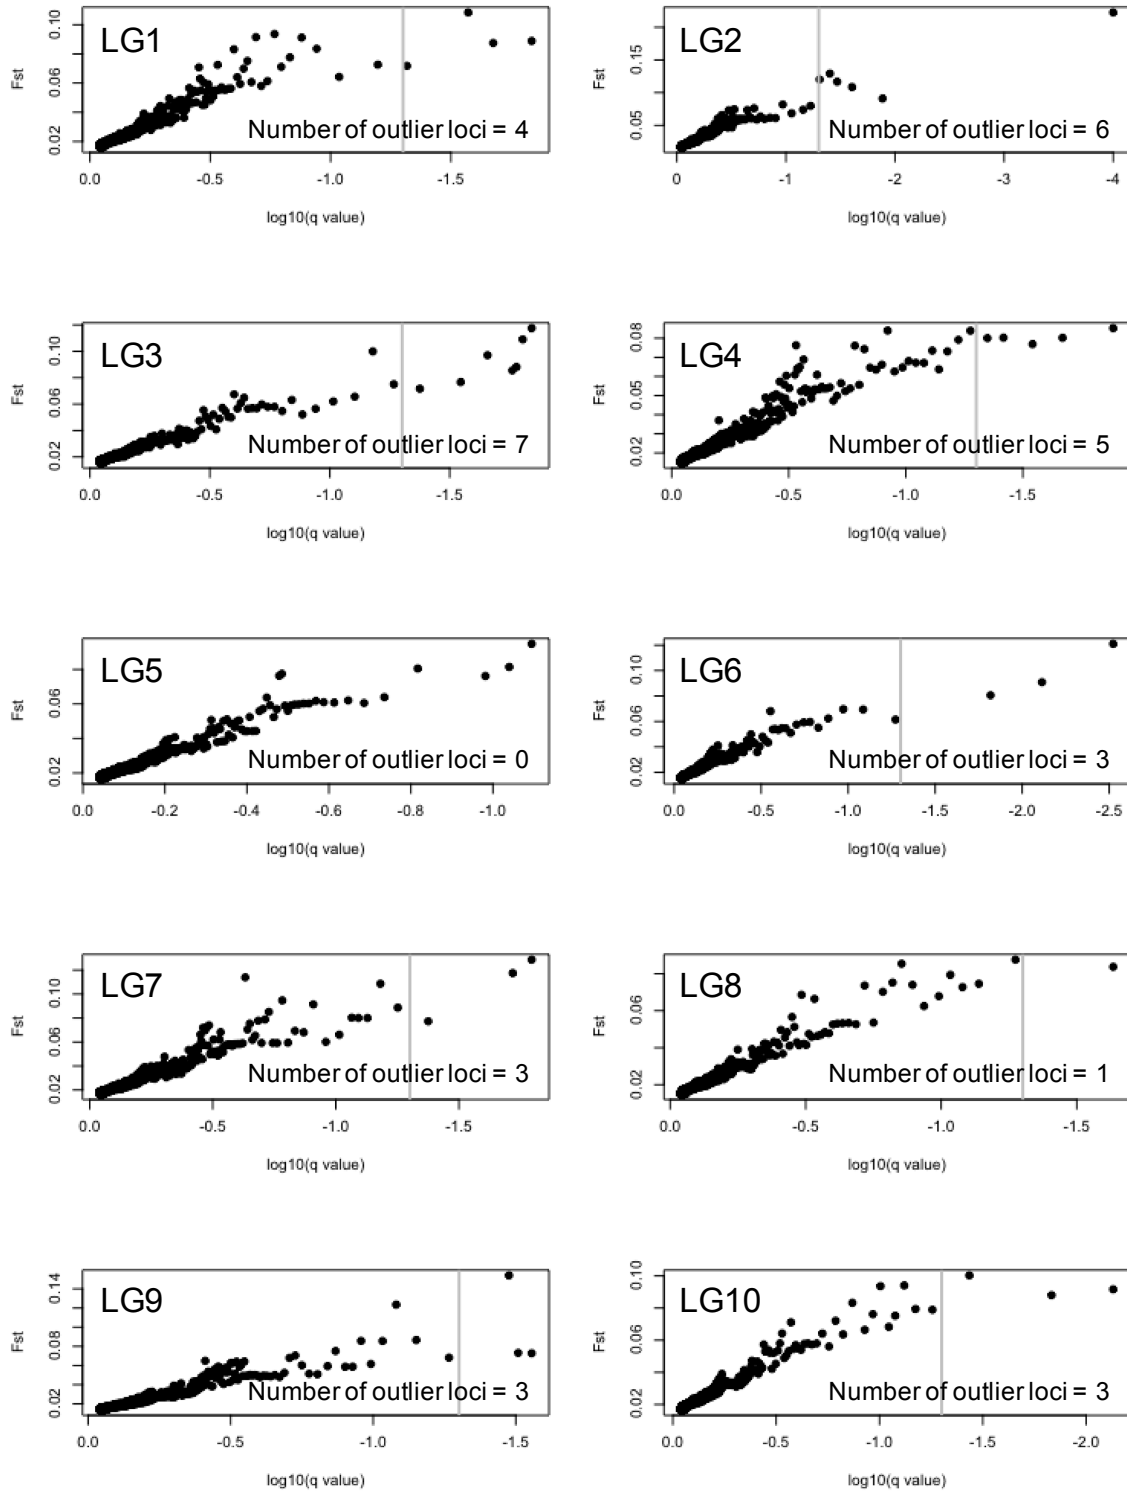 LG1
Fst
0.02
0.06
0.10
Number of outlier loci = 4
0.0 -0.5 -1.0 -1.5
log10(q value)
LG2
Fst
0.05
0.15
Number of outlier loci = 6
0 -1 -2 -3 -4
log10(q value)
LG3
Fst
0.02
0.06
0.10
Number of outlier loci = 7
0.0 -0.5 -1.0 -1.5
log10(q value)
LG4
Fst
0.02
0.05
0.08
Number of outlier loci = 5
0.0 -0.5 -1.0 -1.5
log10(q value)
LG5
Fst
0.02
0.06
Number of outlier loci = 0
0.0 -0.2 -0.4 -0.6 -0.8 -1.0
log10(q value)
LG6
Fst
0.02
0.06
0.10
Number of outlier loci = 3
0.0 -0.5 -1.0 -1.5 -2.0 -2.5
log10(q value)
LG7
Fst
0.02
0.06
0.10
Number of outlier loci = 3
0.0 -0.5 -1.0 -1.5
log10(q value)
LG8
Fst
0.02
0.06
Number of outlier loci = 1
0.0 -0.5 -1.0 -1.5
log10(q value)
LG9
Fst
0.02
0.08
0.14
Number of outlier loci = 3
0.0 -0.5 -1.0 -1.5
log10(q value)
LG10
Fst
0.02
0.06
0.10
Number of outlier loci = 3
0.0 -0.5 -1.0 -1.5 -2.0
log10(q value)